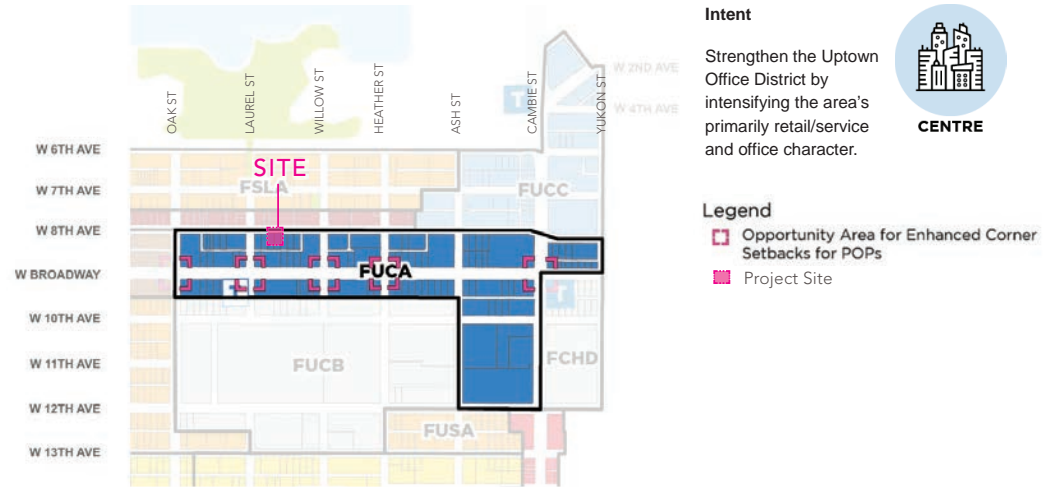 OAK ST
LAUREL ST
WILLOW ST
HEATHER ST
ASH ST
CAMBIE ST
YUKON ST
W 2ND AVE
T
W 4TH AVE
W 6TH AVE
SITE
W 7TH AVE
FSLA
FUCC
W 8TH AVE
W BROADWAY
FUCA
T
T
W 10TH AVE
W 11TH AVE
FUCB
FCHD
W 12TH AVE
FUSA
W 13TH AVE
Intent
Strengthen the Uptown
Office District by
intensifying the area's
primarily retail/service
and office character.
CENTRE
Legend
Opportunity Area for Enhanced Corner
Setbacks for POPs
Project Site